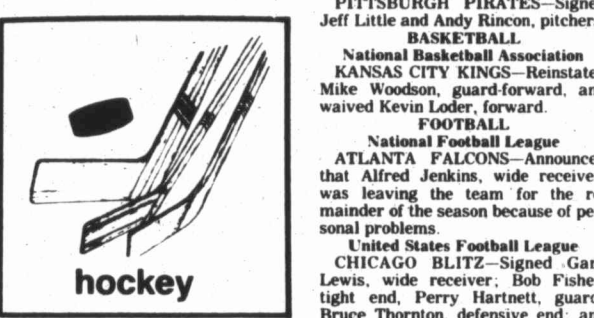 hockey
PITTSBURGH PIRATES—Signe
Jeff Little and Andy Rincon, pitcher
BASKETBALL
National Basketball Association
KANSAS CITY KINGS—Reinstate
Mike Woodson, guard-forward, an
waived Kevin Loder, forward.
FOOTBALL
National Football League
ATLANTA FALCONS—Announce
that Alfred Jenkins, wide receive
was leaving the team for the r
mainder of the season because of pe
sonal problems.
United States Football League
CHICAGO BLITZ—Signed Gar
Lewis, wide receiver; Bob Fishe
tight end, Perry Hartnett, guard
Bruce Thornton, defensive end; an